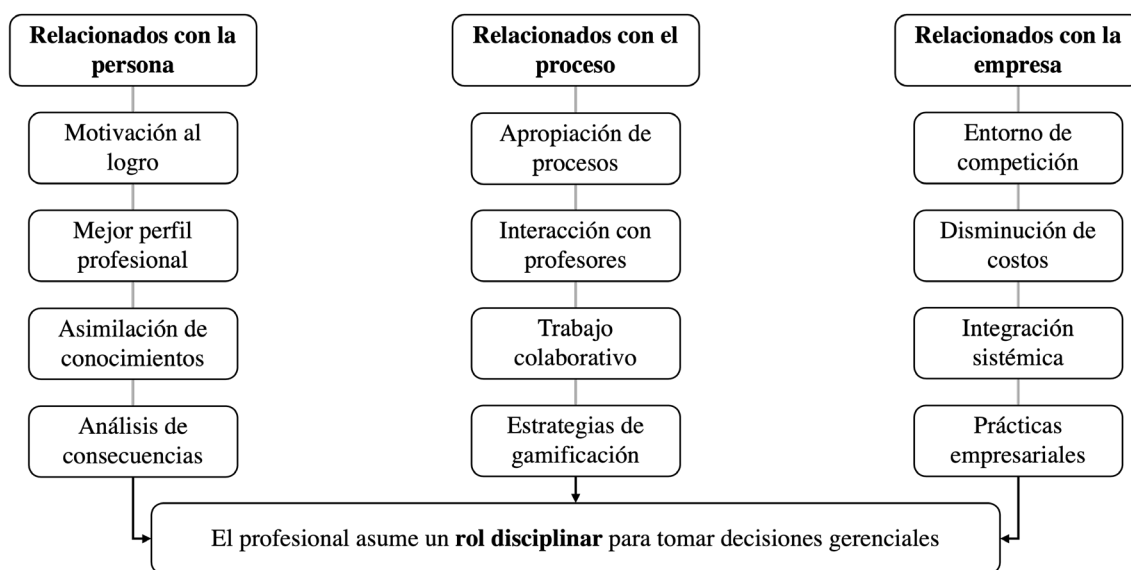 Relacionados con la
persona
Motivación al
logro
Mejor perfil
profesional
Asimilación de
conocimientos
Análisis de
consecuencias
Relacionados con el
proceso
Apropiación de
procesos
Interacción con
profesores
Trabajo
colaborativo
Estrategias de
gamificación
Relacionados con la
empresa
Entorno de
competición
Disminución de
costos
Integración
sistémica
Prácticas
empresariales
El profesional asume un rol disciplinar para tomar decisiones gerenciales